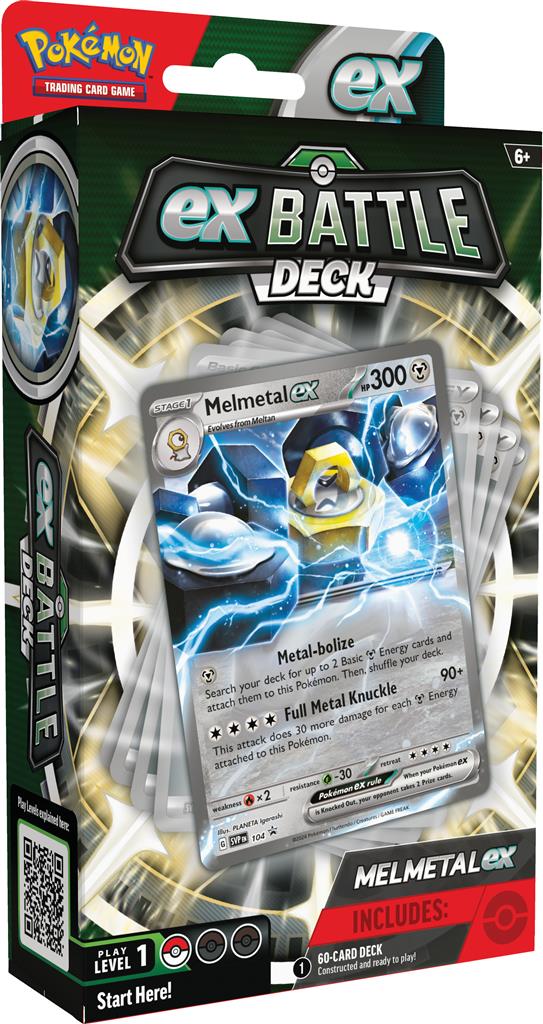 POKéMON
TRADING CARD GAME
ex
6+
ex BATTLE
DECK
Basic
STAGE 1
Melmetal ex
HP 300
Evolves from Meltan
Metal-bolize
Search your deck for up to 2 Basic Energy cards and
attach them to this Pokémon. Then, shuffle your deck.
Full Metal Knuckle 90+
This attack does 30 more damage for each Energy
attached to this Pokémon.
weakness ×2 resistance -30 retreat
Pokémon ex rule
When your Pokémon ex
is Knocked Out, your opponent takes 2 Prize cards.
Illus. PLANETA Igarashi
G SVP EN 104
©2024 Pokémon / Nintendo / Creatures / GAME FREAK
ex BATTLE
DECK
Play Levels explained here:
MELMETAL ex
INCLUDES:
1
60-CARD DECK
Constructed and ready to play!
PLAY
LEVEL 1
Start Here!